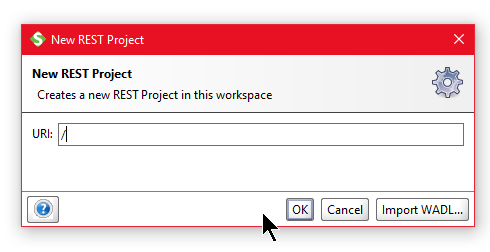 New REST Project
New REST Project
Creates a new REST Project in this workspace
URI: /
OK Cancel Import WADL...